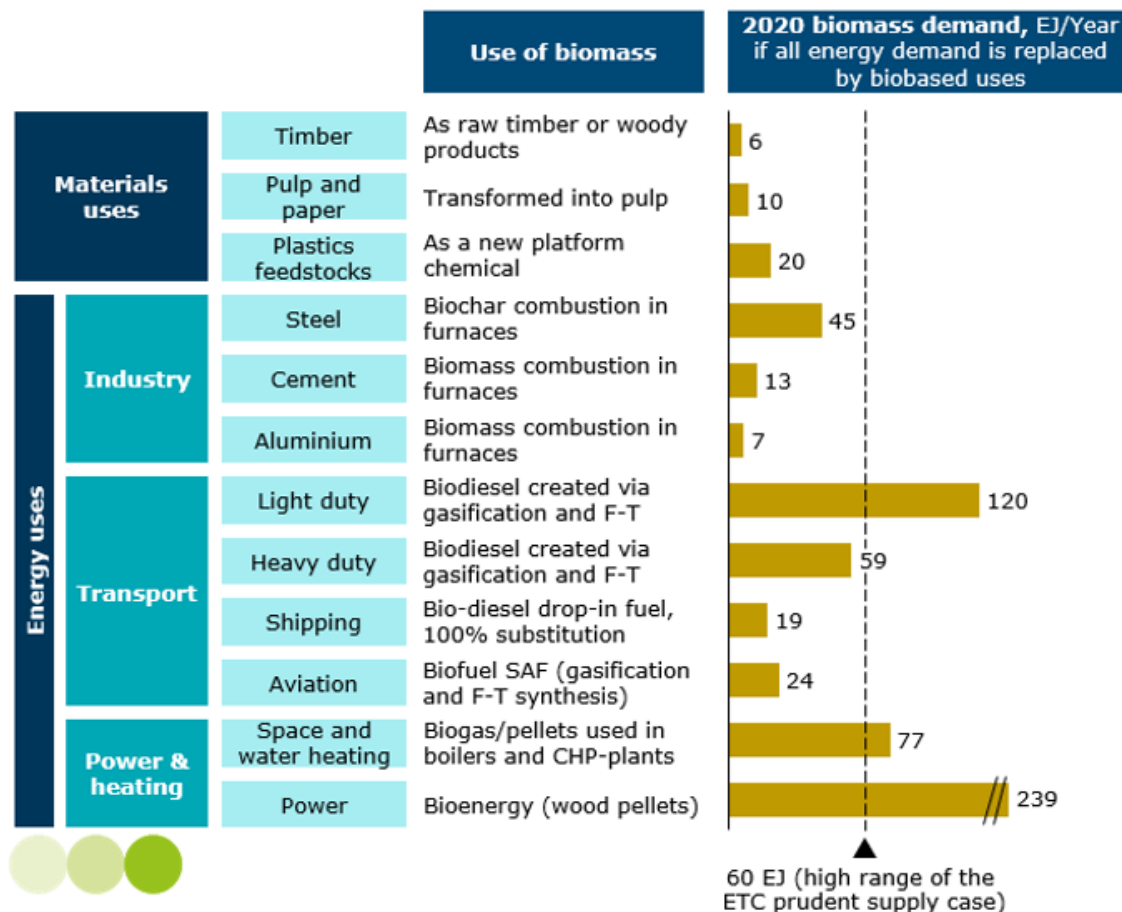 Use of biomass
2020 biomass demand, EJ/Year
if all energy demand is replaced
by biobased uses
Materials
uses
Timber
As raw timber or woody
products
6
Pulp and
paper
Transformed into pulp
10
Plastics
feedstocks
As a new platform
chemical
20
Energy uses
Industry
Steel
Biochar combustion in
furnaces
45
Cement
Biomass combustion in
furnaces
13
Aluminium
Biomass combustion in
furnaces
7
Transport
Light duty
Biodiesel created via
gasification and F-T
120
Heavy duty
Biodiesel created via
gasification and F-T
59
Shipping
Bio-diesel drop-in fuel,
100% substitution
19
Aviation
Biofuel SAF (gasification
and F-T synthesis)
24
Power &
heating
Space and
water heating
Biogas/pellets used in
boilers and CHP-plants
77
Power
Bioenergy (wood pellets)
239
60 EJ (high range of the
ETC prudent supply case)